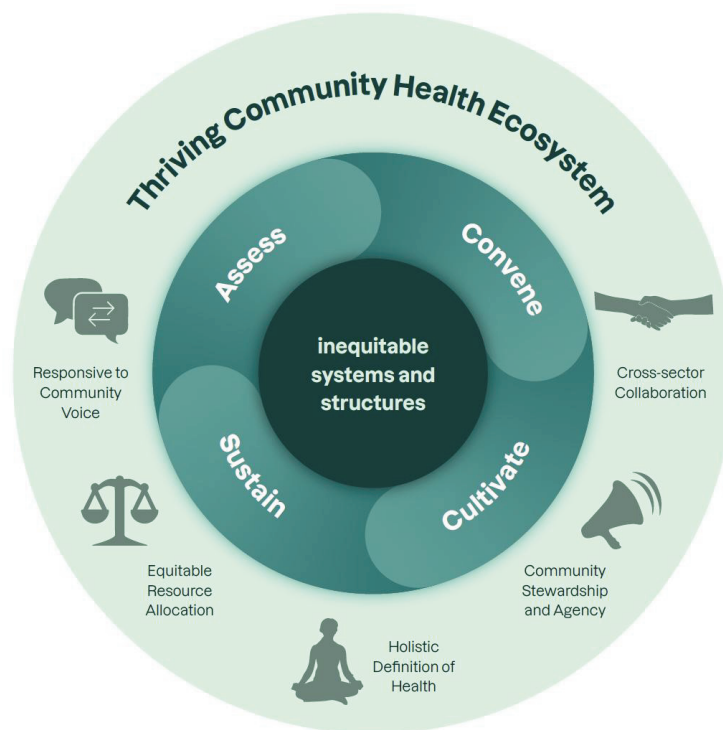 Thriving Community Health Ecosystem
Assess
Convene
inequitable
systems and
structures
Responsive to
Community
Voice
Cross-sector
Collaboration
Sustain
Cultivate
Equitable
Resource
Allocation
Community
Stewardship
and Agency
Holistic
Definition of
Health